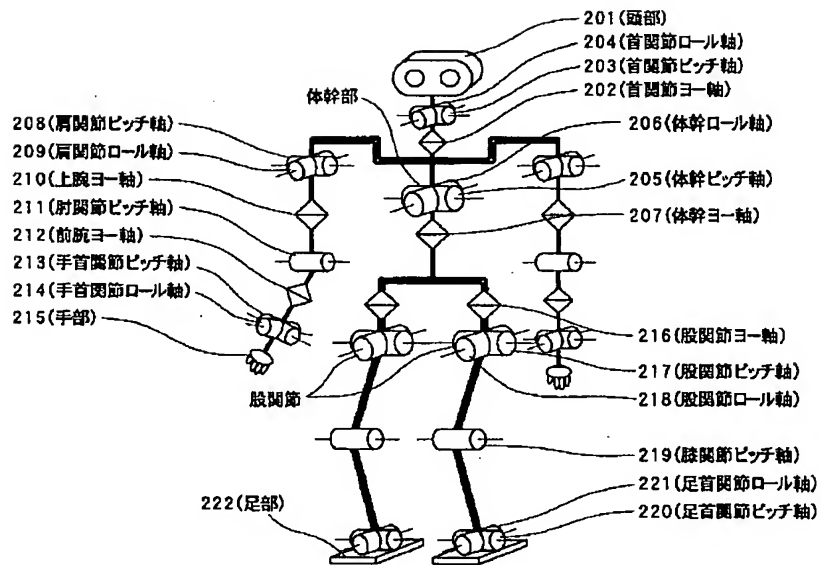 201(頭部)
204(首関節ロール軸)
203(首関節ピッチ軸)
202(首関節ヨー軸)
体幹部
206(体幹ロール軸)
205(体幹ピッチ軸)
207(体幹ヨー軸)
208(肩関節ピッチ軸)
209(肩関節ロール軸)
210(上腕ヨー軸)
211(肘関節ピッチ軸)
212(前腕ヨー軸)
213(手首関節ピッチ軸)
214(手首関節ロール軸)
215(手部)
216(股関節ヨー軸)
217(股関節ピッチ軸)
218(股関節ロール軸)
股関節
219(膝関節ピッチ軸)
221(足首関節ロール軸)
220(足首関節ピッチ軸)
222(足部)